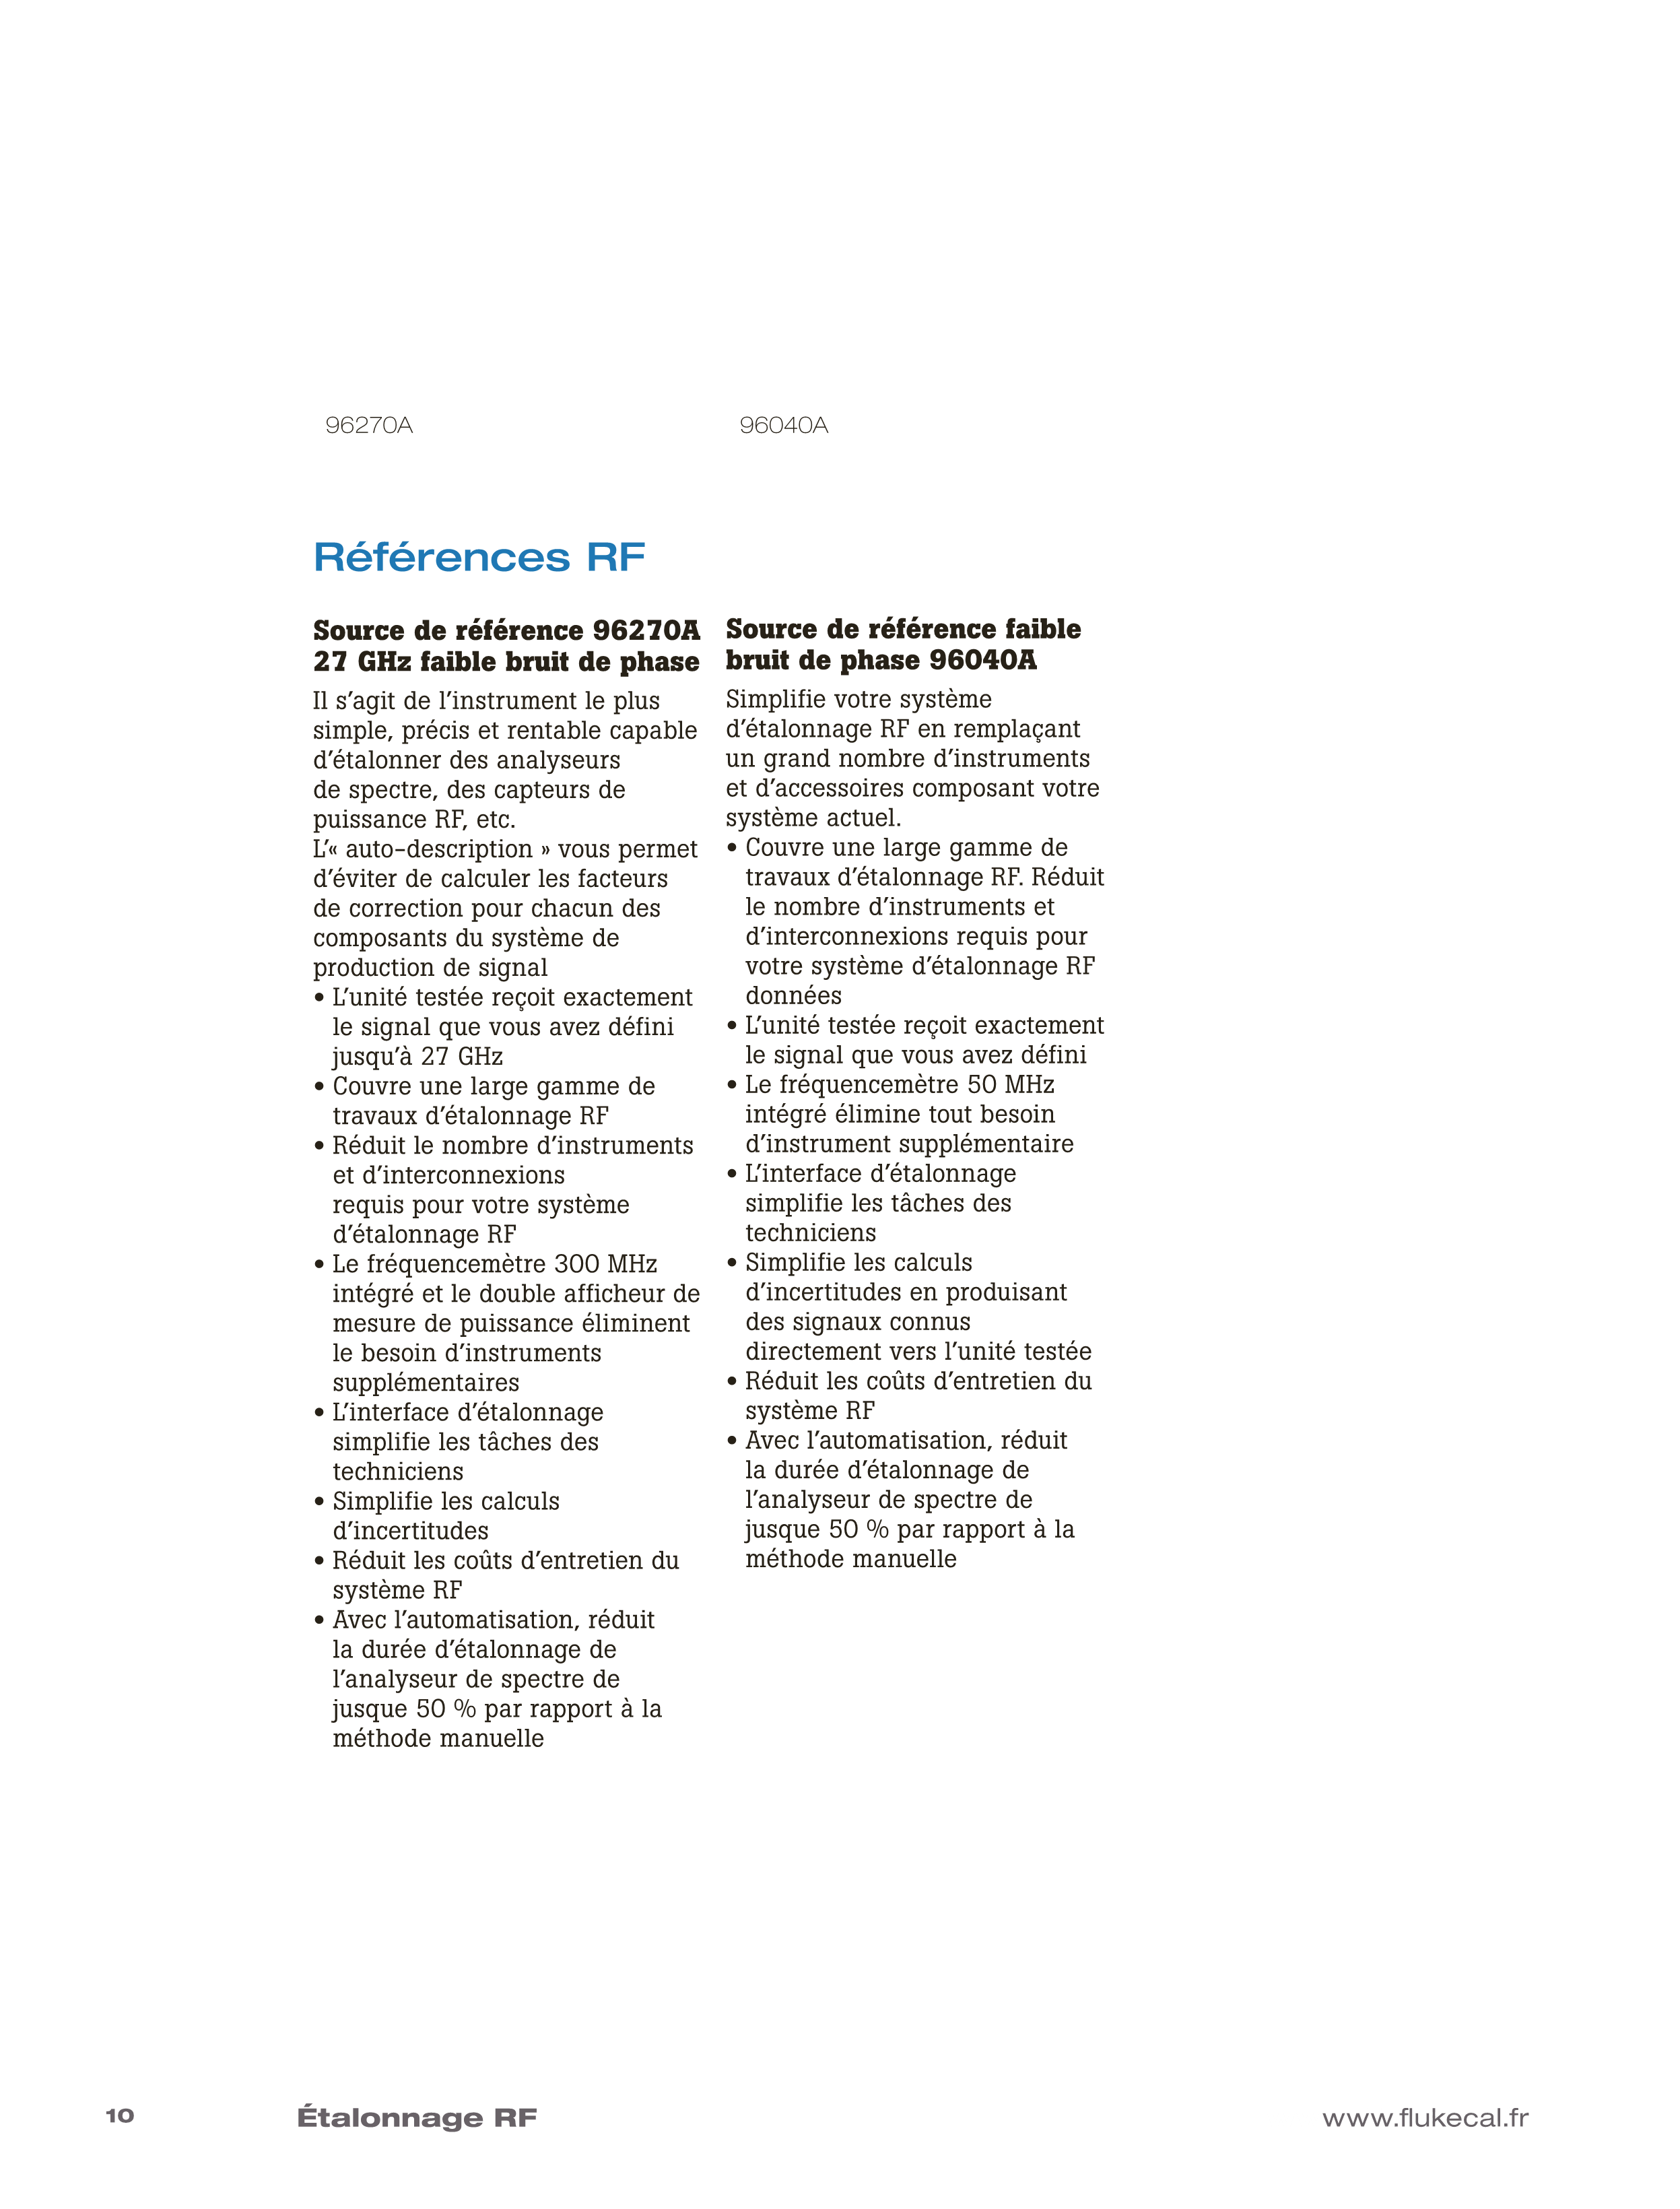 96270A
96040A
Références RF
Source de référence 96270A
27 GHz faible bruit de phase
Il s’agit de l’instrument le plus
simple, précis et rentable capable
d’étalonner des analyseurs
de spectre, des capteurs de
puissance RF, etc.
L’« auto-description » vous permet
d’éviter de calculer les facteurs
de correction pour chacun des
composants du système de
production de signal
• L’unité testée reçoit exactement
le signal que vous avez défini
jusqu’à 27 GHz
• Couvre une large gamme de
travaux d’étalonnage RF
• Réduit le nombre d’instruments
et d’interconnexions
requis pour votre système
d’étalonnage RF
• Le fréquencemètre 300 MHz
intégré et le double afficheur de
mesure de puissance éliminent
le besoin d’instruments
supplémentaires
• L’interface d’étalonnage
simplifie les tâches des
techniciens
• Simplifie les calculs
d’incertitudes
• Réduit les coûts d’entretien du
système RF
• Avec l’automatisation, réduit
la durée d’étalonnage de
l’analyseur de spectre de
jusque 50 % par rapport à la
méthode manuelle
Source de référence faible
bruit de phase 96040A
Simplifie votre système
d’étalonnage RF en remplaçant
un grand nombre d’instruments
et d’accessoires composant votre
système actuel.
• Couvre une large gamme de
travaux d’étalonnage RF. Réduit
le nombre d’instruments et
d’interconnexions requis pour
votre système d’étalonnage RF
données
• L’unité testée reçoit exactement
le signal que vous avez défini
• Le fréquencemètre 50 MHz
intégré élimine tout besoin
d’instrument supplémentaire
• L’interface d’étalonnage
simplifie les tâches des
techniciens
• Simplifie les calculs
d’incertitudes en produisant
des signaux connus
directement vers l’unité testée
• Réduit les coûts d’entretien du
système RF
• Avec l’automatisation, réduit
la durée d’étalonnage de
l’analyseur de spectre de
jusque 50 % par rapport à la
méthode manuelle
10
Étalonnage RF
www.flukecal.fr